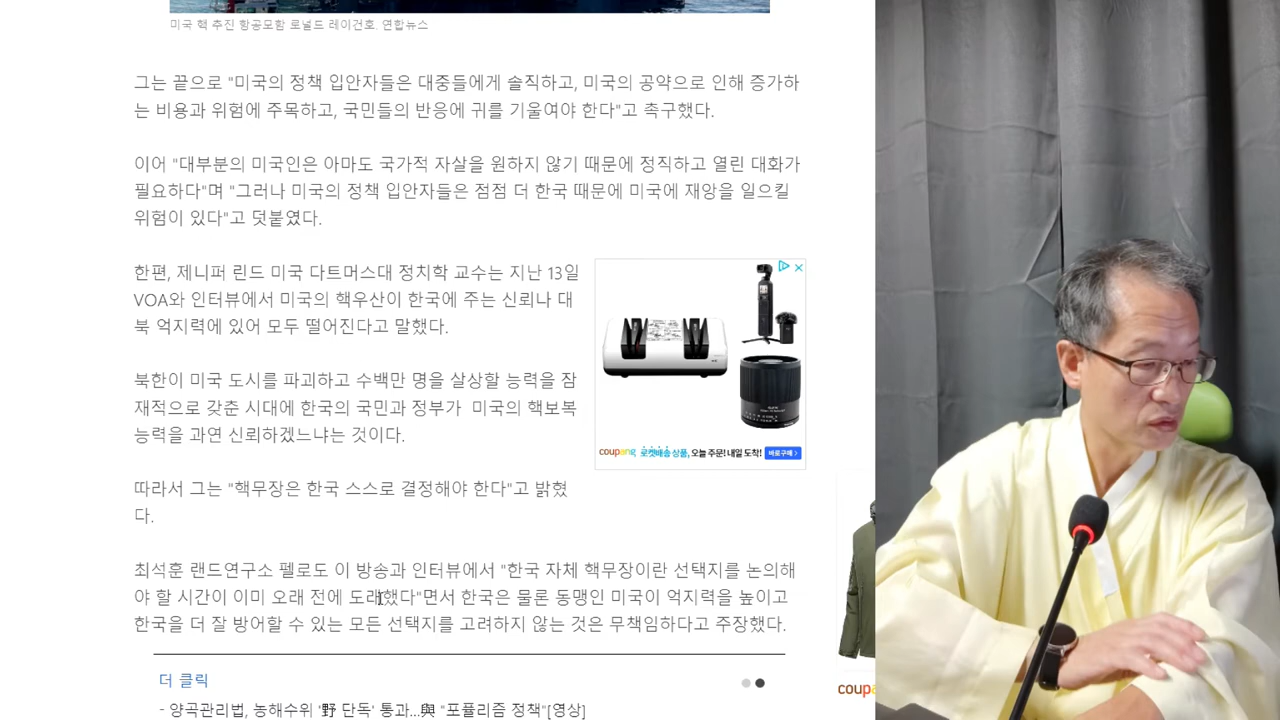 미국 핵 추진 항공모함 로널드 레이건호. 연합뉴스
그는 끝으로 "미국의 정책 입안자들은 대중들에게 솔직하고, 미국의 공약으로 인해 증가하
는 비용과 위험에 주목하고, 국민들의 반응에 귀를 기울여야 한다"고 촉구했다.
이어 "대부분의 미국인은 아마도 국가적 자살을 원하지 않기 때문에 정직하고 열린 대화가
필요하다"며 "그러나 미국의 정책 입안자들은 점점 더 한국 때문에 미국에 재앙을 일으킬
위험이 있다"고 덧붙였다.
한편, 제니퍼 린드 미국 다트머스대 정치학 교수는 지난 13일
VOA와 인터뷰에서 미국의 핵우산이 한국에 주는 신뢰나 대
북 억지력에 있어 모두 떨어진다고 말했다.
북한이 미국 도시를 파괴하고 수백만 명을 살상할 능력을 잠
재적으로 갖춘 시대에 한국의 국민과 정부가 미국의 핵보복
능력을 과연 신뢰하겠느냐는 것이다.
coupang 로켓배송 상품, 오늘 주문! 내일 도착! 바로구매 >
따라서 그는 "핵무장은 한국 스스로 결정해야 한다"고 밝혔
다.
최석훈 랜드연구소 펠로도 이 방송과 인터뷰에서 "한국 자체 핵무장이란 선택지를 논의해
야 할 시간이 이미 오래 전에 도래했다"면서 한국은 물론 동맹인 미국이 억지력을 높이고
한국을 더 잘 방어할 수 있는 모든 선택지를 고려하지 않는 것은 무책임하다고 주장했다.
coupa
더 클릭
- 양곡관리법, 농해수위 '野 단독' 통과...與 "포퓰리즘 정책"[영상]